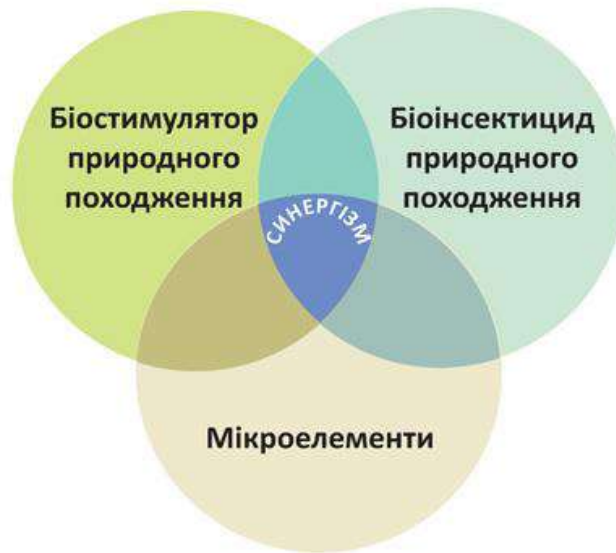 Біостимулятор
природного
походження
Біоінсектицид
природного
походження
СИНЕРГІЗМ
Мікроелементи